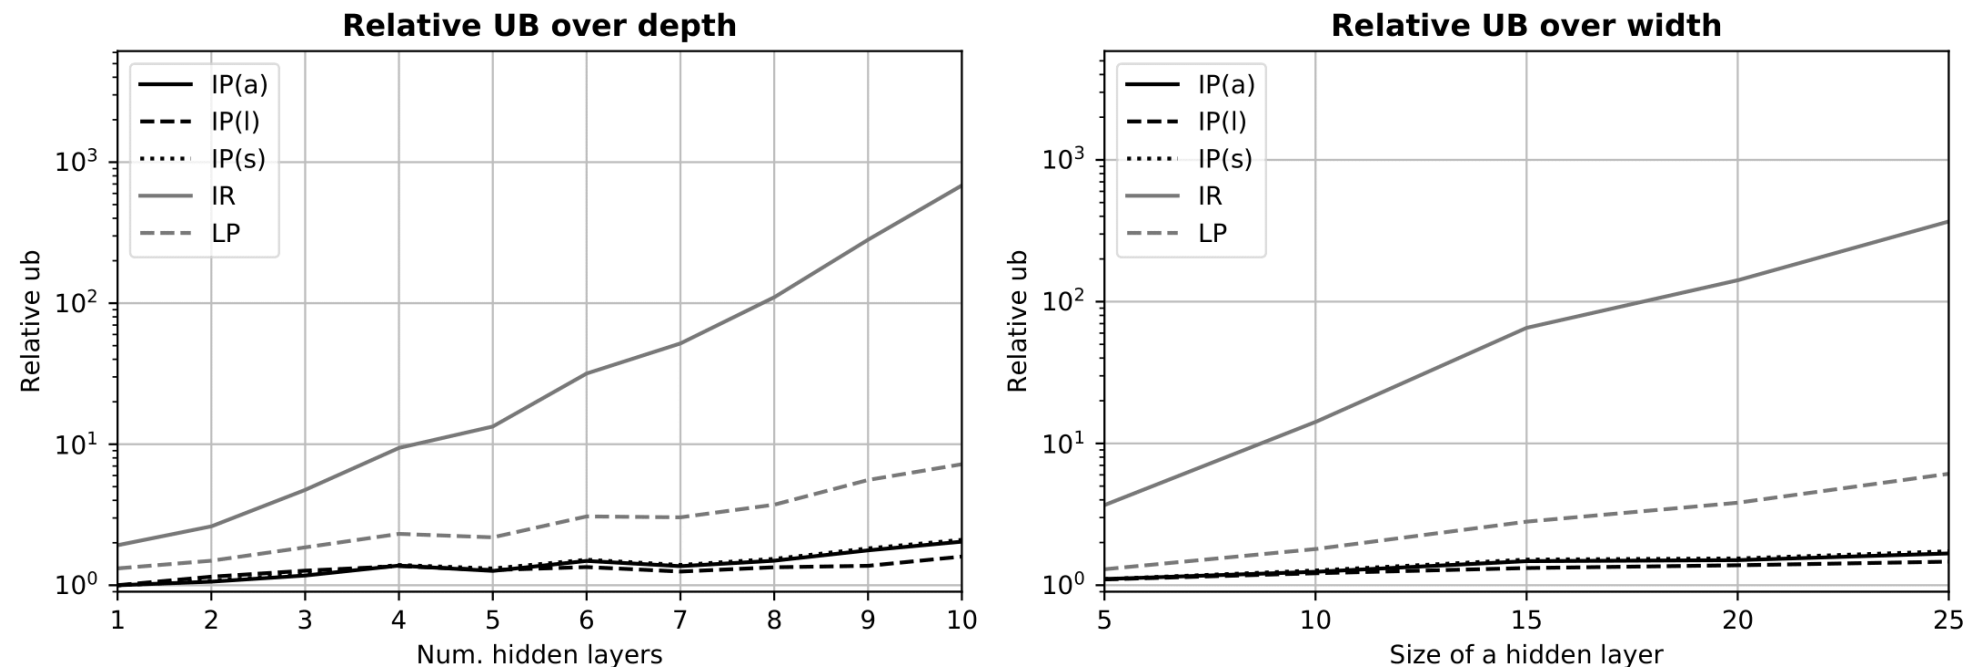 Relative UB over depth
IP(a)
IP(l)
IP(s)
IR
LP
10³
10²
10¹
10⁰
Relative ub
1 2 3 4 5 6 7 8 9 10
Num. hidden layers
Relative UB over width
IP(a)
IP(l)
IP(s)
IR
LP
10³
10²
10¹
10⁰
Relative ub
5 10 15 20 25
Size of a hidden layer